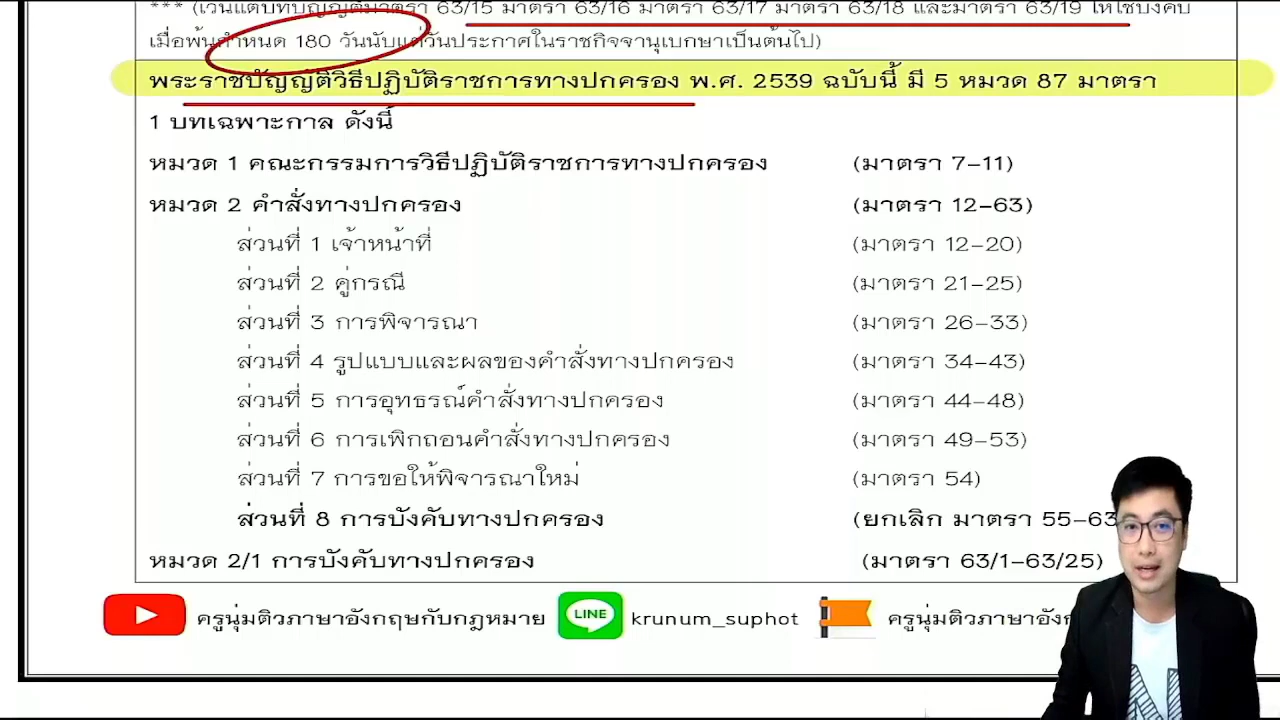 *** (เว้นแต่บทบัญญัติมาตรา 63/15 มาตรา 63/16 มาตรา 63/17 มาตรา 63/18 และมาตรา 63/19 ให้ใช้บังคับ
เมื่อพ้นกำหนด 180 วันนับแต่วันประกาศในราชกิจจานุเบกษาเป็นต้นไป)
พระราชบัญญัติวิธีปฏิบัติราชการทางปกครอง พ.ศ. 2539 ฉบับนี้ มี 5 หมวด 87 มาตรา
1 บทเฉพาะกาล ดังนี้
หมวด 1 คณะกรรมการวิธีปฏิบัติราชการทางปกครอง (มาตรา 7-11)
หมวด 2 คำสั่งทางปกครอง (มาตรา 12-63)
ส่วนที่ 1 เจ้าหน้าที่ (มาตรา 12-20)
ส่วนที่ 2 คู่กรณี (มาตรา 21-25)
ส่วนที่ 3 การพิจารณา (มาตรา 26-33)
ส่วนที่ 4 รูปแบบและผลของคำสั่งทางปกครอง (มาตรา 34-43)
ส่วนที่ 5 การอุทธรณ์คำสั่งทางปกครอง (มาตรา 44-48)
ส่วนที่ 6 การเพิกถอนคำสั่งทางปกครอง (มาตรา 49-53)
ส่วนที่ 7 การขอให้พิจารณาใหม่ (มาตรา 54)
ส่วนที่ 8 การบังคับทางปกครอง (ยกเลิก มาตรา 55-63
หมวด 2/1 การบังคับทางปกครอง (มาตรา 63/1-63/25)
ครูนุ่มติวภาษาอังกฤษกับกฎหมาย LINE krunum_suphot ครูนุ่มติวภาษาอังก